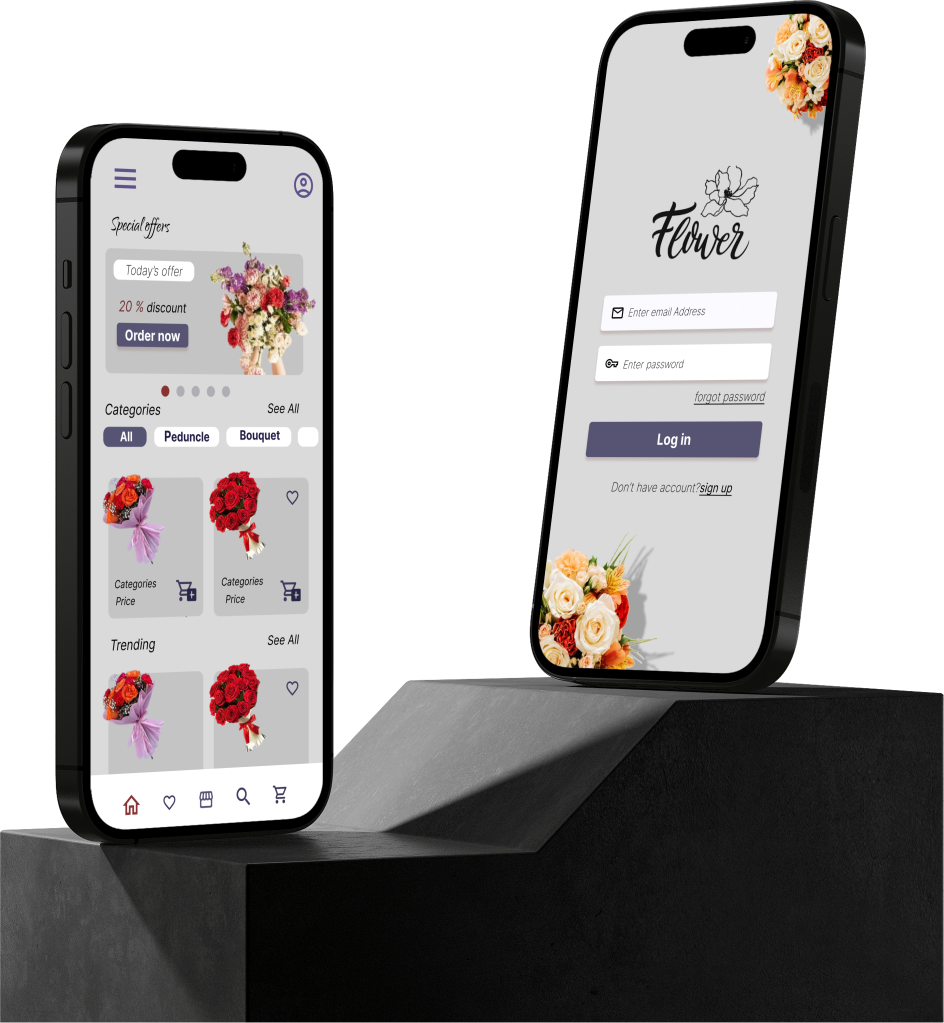 Special offers
Today's offer
20 % discount
Order now
Categories
See All
All
Peduncle
Bouquet
Categories
Price
Categories
Price
Trending
See All
Flower
Enter email Address
Enter password
forgot password
Log in
Don't have account?sign up